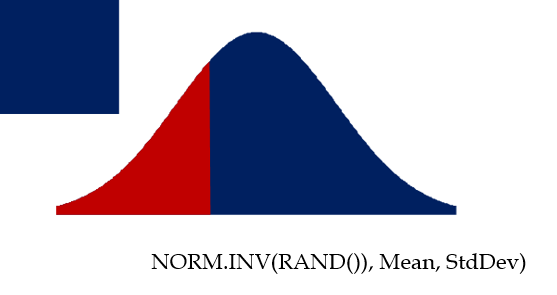 NORM.INV(RAND()), Mean, StdDev)